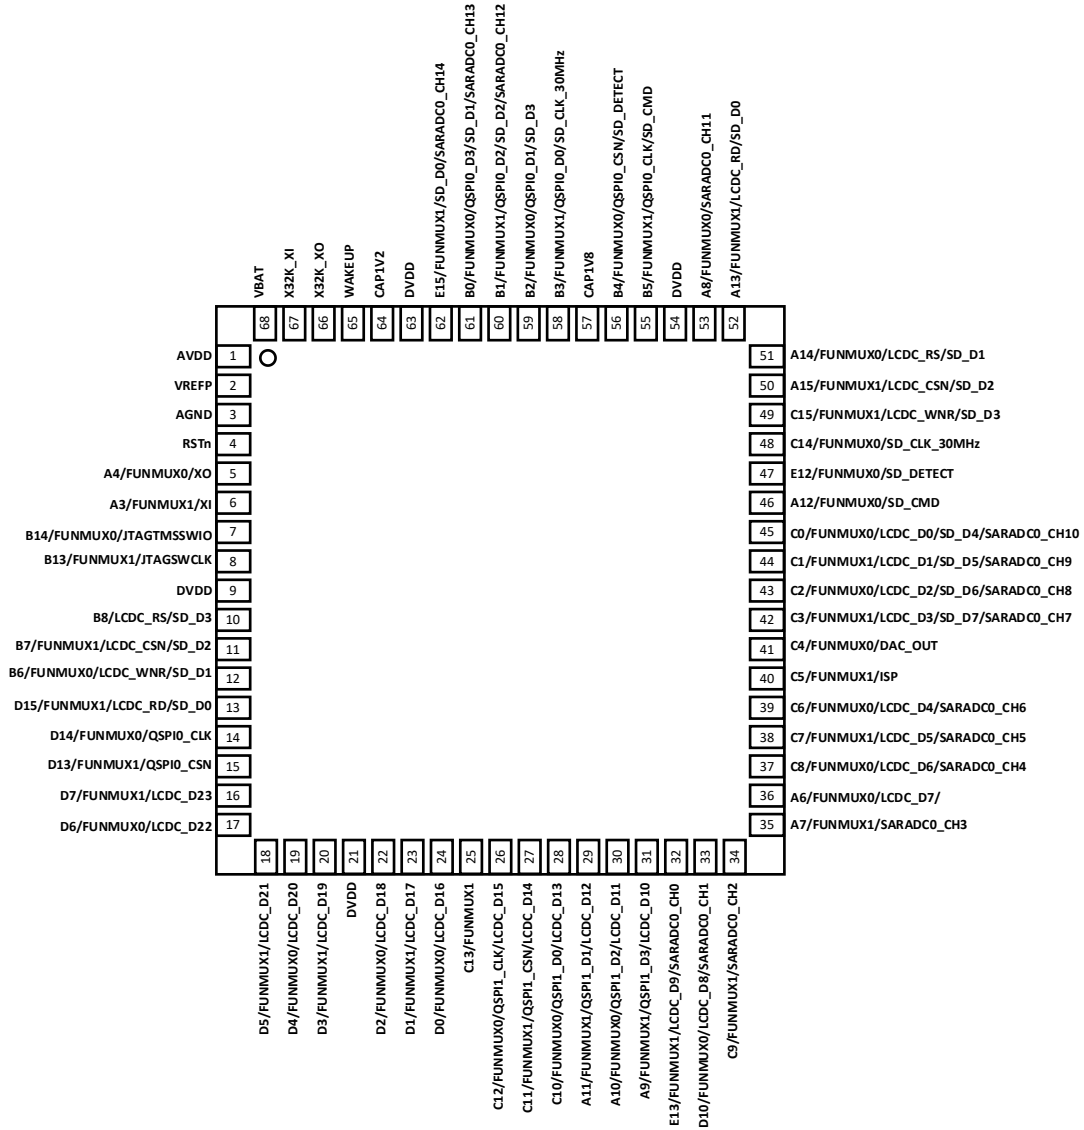 VBAT
X32K_XI
X32K_XO
WAKEUP
CAP1V2
DVDD
E15/FUNMUX1/SD_D0/SARADC0_CH14
B0/FUNMUX0/QSPI0_D3/SD_D1/SARADC0_CH13
B1/FUNMUX1/QSPI0_D2/SD_D2/SARADC0_CH12
B2/FUNMUX0/QSPI0_D1/SD_D3
B3/FUNMUX1/QSPI0_D0/SD_CLK_30MHz
CAP1V8
B4/FUNMUX0/QSPI0_CSN/SD_DETECT
B5/FUNMUX1/QSPI0_CLK/SD_CMD
DVDD
A8/FUNMUX0/SARADC0_CH11
A13/FUNMUX1/LCDC_RD/SD_D0
68
67
66
65
64
63
62
61
60
59
58
57
56
55
54
53
52
AVDD 1
VREFP 2
AGND 3
RSTn 4
A4/FUNMUX0/XO 5
A3/FUNMUX1/XI 6
B14/FUNMUX0/JTAGTMSSWIO 7
B13/FUNMUX1/JTAGSWCLK 8
DVDD 9
B8/LCDC_RS/SD_D3 10
B7/FUNMUX1/LCDC_CSN/SD_D2 11
B6/FUNMUX0/LCDC_WNR/SD_D1 12
D15/FUNMUX1/LCDC_RD/SD_D0 13
D14/FUNMUX0/QSPI0_CLK 14
D13/FUNMUX1/QSPI0_CSN 15
D7/FUNMUX1/LCDC_D23 16
D6/FUNMUX0/LCDC_D22 17
51 A14/FUNMUX0/LCDC_RS/SD_D1
50 A15/FUNMUX1/LCDC_CSN/SD_D2
49 C15/FUNMUX1/LCDC_WNR/SD_D3
48 C14/FUNMUX0/SD_CLK_30MHz
47 E12/FUNMUX0/SD_DETECT
46 A12/FUNMUX0/SD_CMD
45 C0/FUNMUX0/LCDC_D0/SD_D4/SARADC0_CH10
44 C1/FUNMUX1/LCDC_D1/SD_D5/SARADC0_CH9
43 C2/FUNMUX0/LCDC_D2/SD_D6/SARADC0_CH8
42 C3/FUNMUX1/LCDC_D3/SD_D7/SARADC0_CH7
41 C4/FUNMUX0/DAC_OUT
40 C5/FUNMUX1/ISP
39 C6/FUNMUX0/LCDC_D4/SARADC0_CH6
38 C7/FUNMUX1/LCDC_D5/SARADC0_CH5
37 C8/FUNMUX0/LCDC_D6/SARADC0_CH4
36 A6/FUNMUX0/LCDC_D7/
35 A7/FUNMUX1/SARADC0_CH3
18
19
20
21
22
23
24
25
26
27
28
29
30
31
32
33
34
D5/FUNMUX1/LCDC_D21
D4/FUNMUX0/LCDC_D20
D3/FUNMUX1/LCDC_D19
DVDD
D2/FUNMUX0/LCDC_D18
D1/FUNMUX1/LCDC_D17
D0/FUNMUX0/LCDC_D16
C13/FUNMUX1
C12/FUNMUX0/QSPI1_CLK/LCDC_D15
C11/FUNMUX1/QSPI1_CSN/LCDC_D14
C10/FUNMUX0/QSPI1_D0/LCDC_D13
A11/FUNMUX1/QSPI1_D1/LCDC_D12
A10/FUNMUX0/QSPI1_D2/LCDC_D11
A9/FUNMUX1/QSPI1_D3/LCDC_D10
E13/FUNMUX1/LCDC_D9/SARADC0_CH0
D10/FUNMUX0/LCDC_D8/SARADC0_CH1
C9/FUNMUX1/SARADC0_CH2